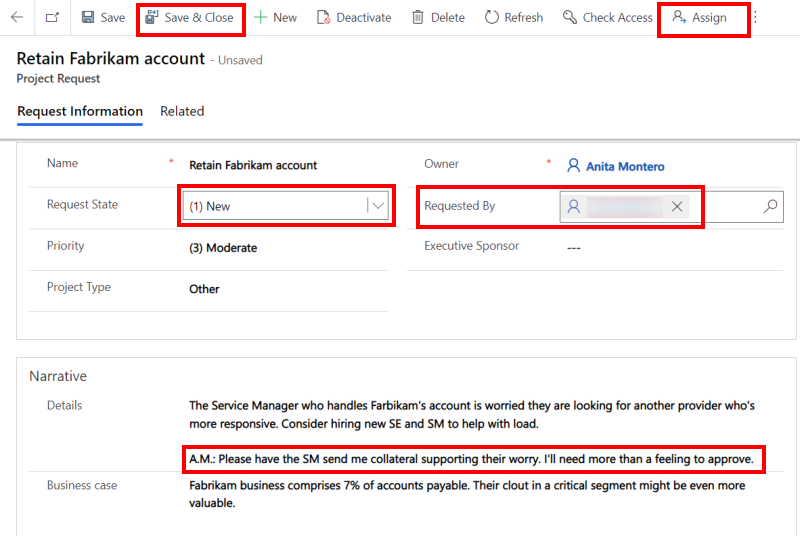 Save Save & Close New Deactivate Delete Refresh Check Access Assign
Retain Fabrikam account - Unsaved
Project Request
Request Information Related
Name * Retain Fabrikam account Owner * Anita Montero
Request State (1) New Requested By
Priority (3) Moderate Executive Sponsor ---
Project Type Other
Narrative
Details The Service Manager who handles Farbikam's account is worried they are looking for another provider who's
more responsive. Consider hiring new SE and SM to help with load.
A.M.: Please have the SM send me collateral supporting their worry. I'll need more than a feeling to approve.
Business case Fabrikam business comprises 7% of accounts payable. Their clout in a critical segment might be even more
valuable.